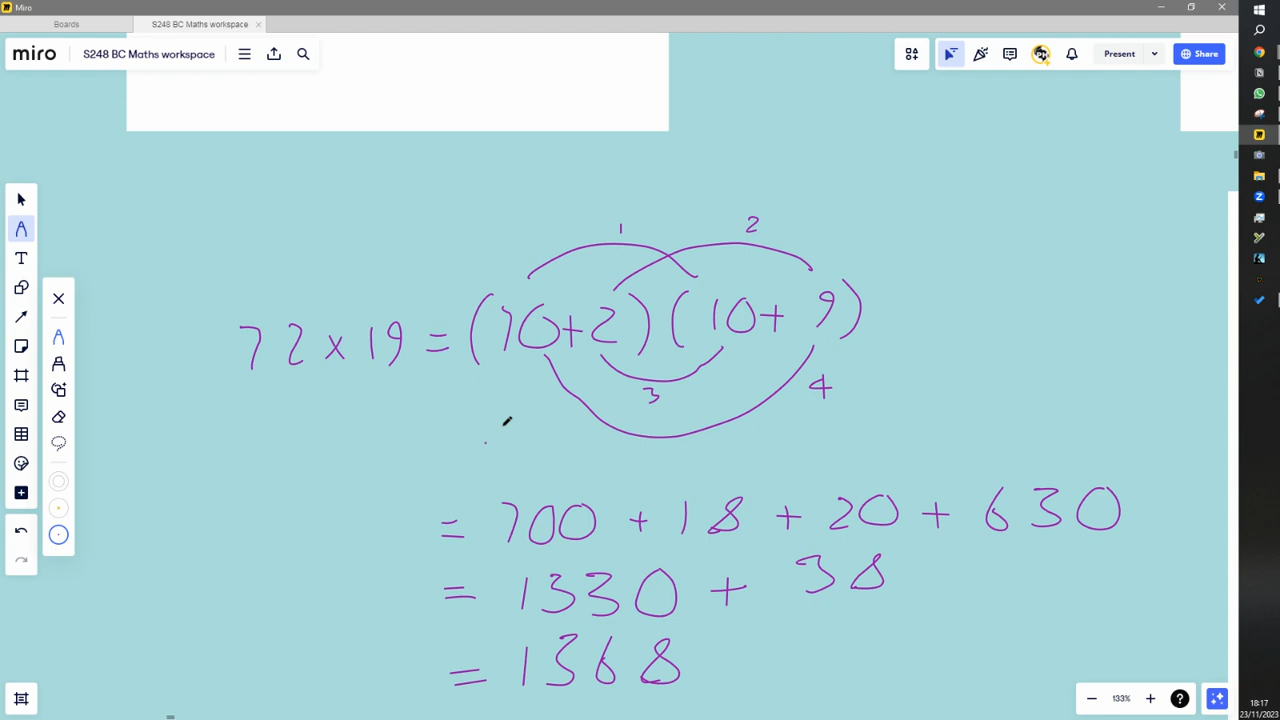 Miro
Boards
S248 BC Maths workspace
miro
S248 BC Maths workspace
Present
Share
1
2
72 x 19 = (70+2)(10+ 9)
3
4
= 700 + 18 + 20 + 630
= 1330 + 38
= 1368
133%
18:17
23/11/2023